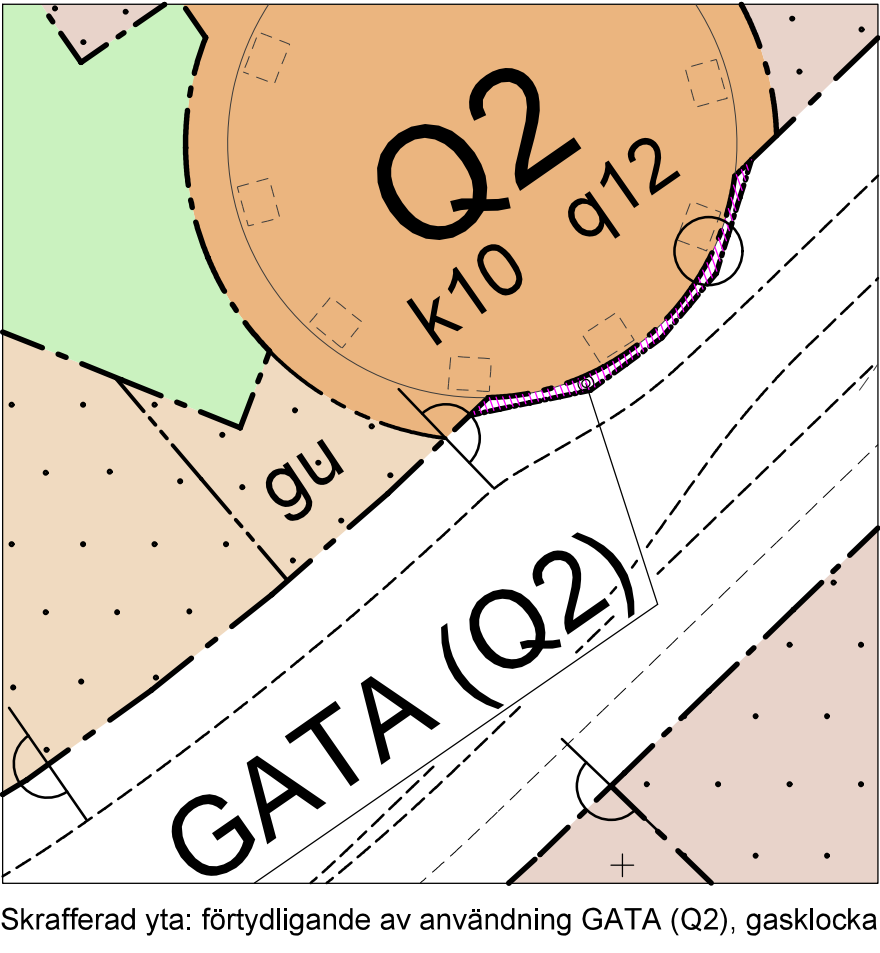 Q2
q12
k10
gu
GATA (Q2)
Skrafferad yta: förtydligande av användning GATA (Q2), gasklocka